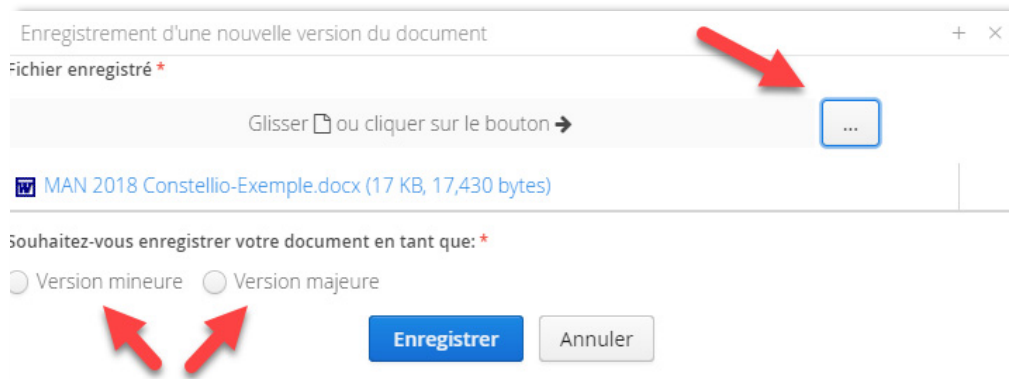 Enregistrement d'une nouvelle version du document
Fichier enregistré *
Glisser ou cliquer sur le bouton
...
MAN 2018 Constellio-Exemple.docx (17 KB, 17,430 bytes)
Souhaitez-vous enregistrer votre document en tant que: *
Version mineure Version majeure
Enregistrer Annuler